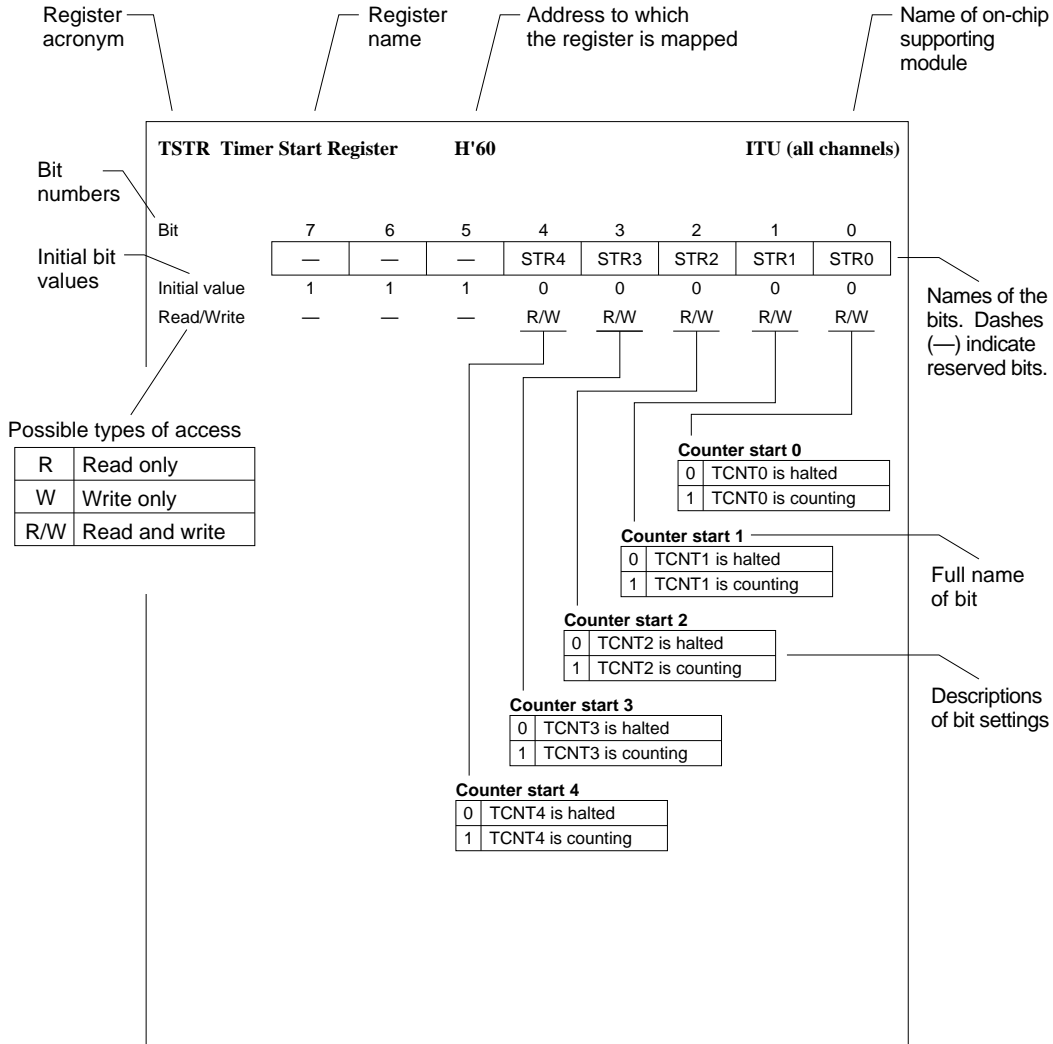 Register
acronym
Register
name
Address to which
the register is mapped
Name of on-chip
supporting
module
TSTR Timer Start Register H'60 ITU (all channels)
Bit
numbers
Bit 7 6 5 4 3 2 1 0
— — — STR4 STR3 STR2 STR1 STR0
Initial bit
values
Initial value 1 1 1 0 0 0 0 0
Read/Write — — — R/W R/W R/W R/W R/W
Names of the
bits. Dashes
(—) indicate
reserved bits.
Possible types of access
R Read only
W Write only
R/W Read and write
Counter start 0
0 TCNT0 is halted
1 TCNT0 is counting
Counter start 1
0 TCNT1 is halted
1 TCNT1 is counting
Full name
of bit
Counter start 2
0 TCNT2 is halted
1 TCNT2 is counting
Descriptions
of bit settings
Counter start 3
0 TCNT3 is halted
1 TCNT3 is counting
Counter start 4
0 TCNT4 is halted
1 TCNT4 is counting